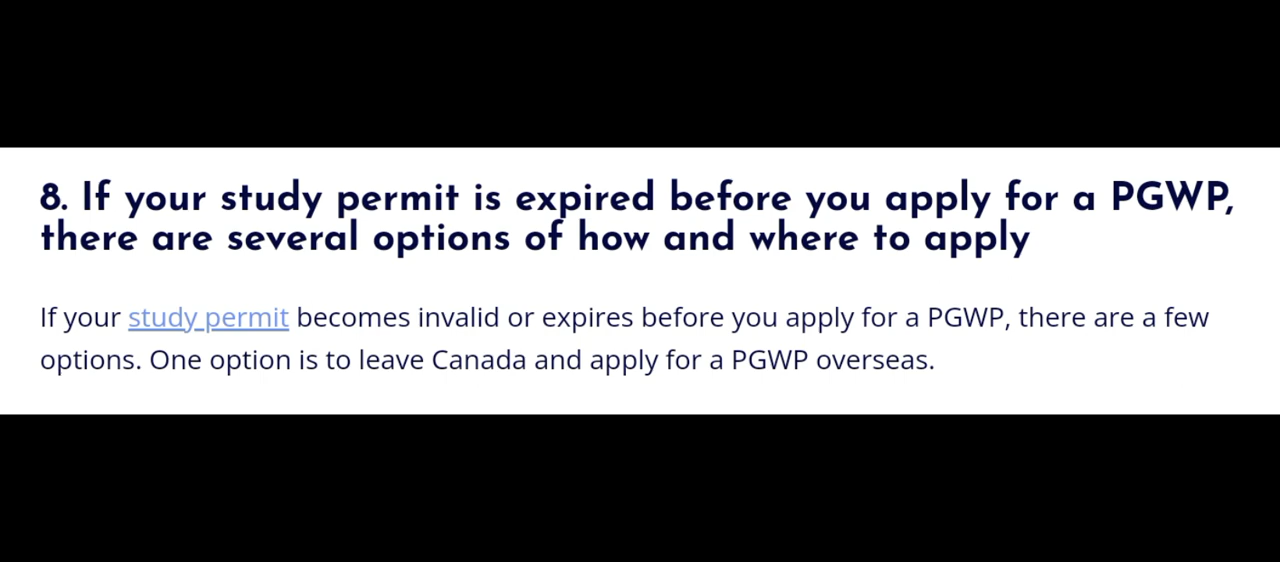 8. If your study permit is expired before you apply for a PGWP,
there are several options of how and where to apply
If your study permit becomes invalid or expires before you apply for a PGWP, there are a few
options. One option is to leave Canada and apply for a PGWP overseas.